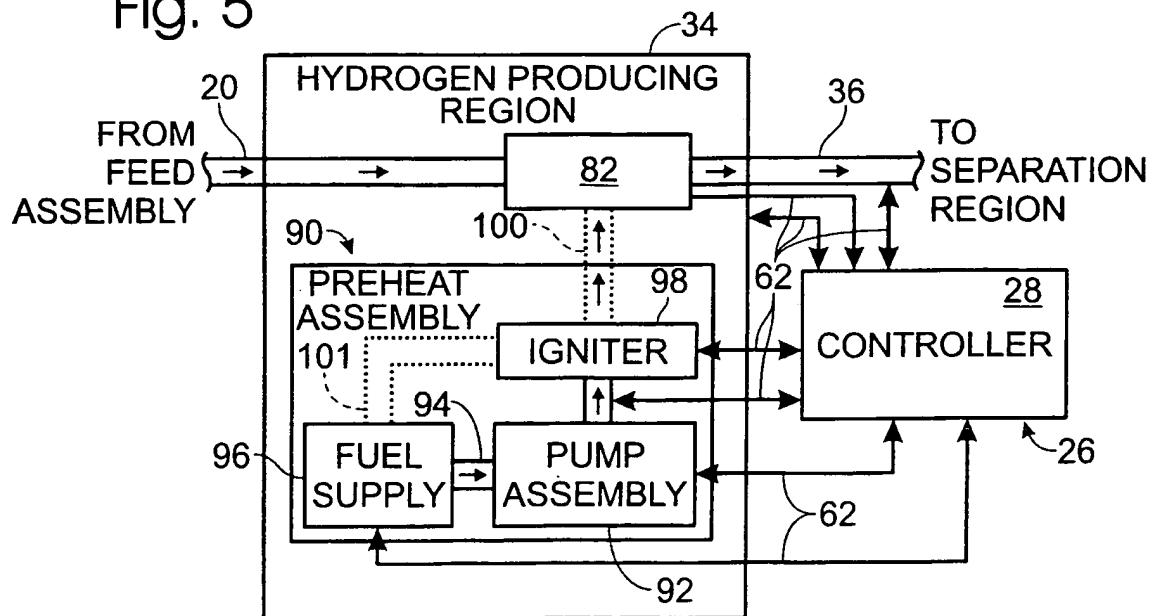 Fig. 5
34
HYDROGEN PRODUCING
REGION
20
36
FROM
FEED
ASSEMBLY
82
TO
SEPARATION
REGION
100
90
62
PREHEAT
ASSEMBLY
98
28
101
IGNITER
CONTROLLER
94
62
96
FUEL
SUPPLY
PUMP
ASSEMBLY
26
62
92